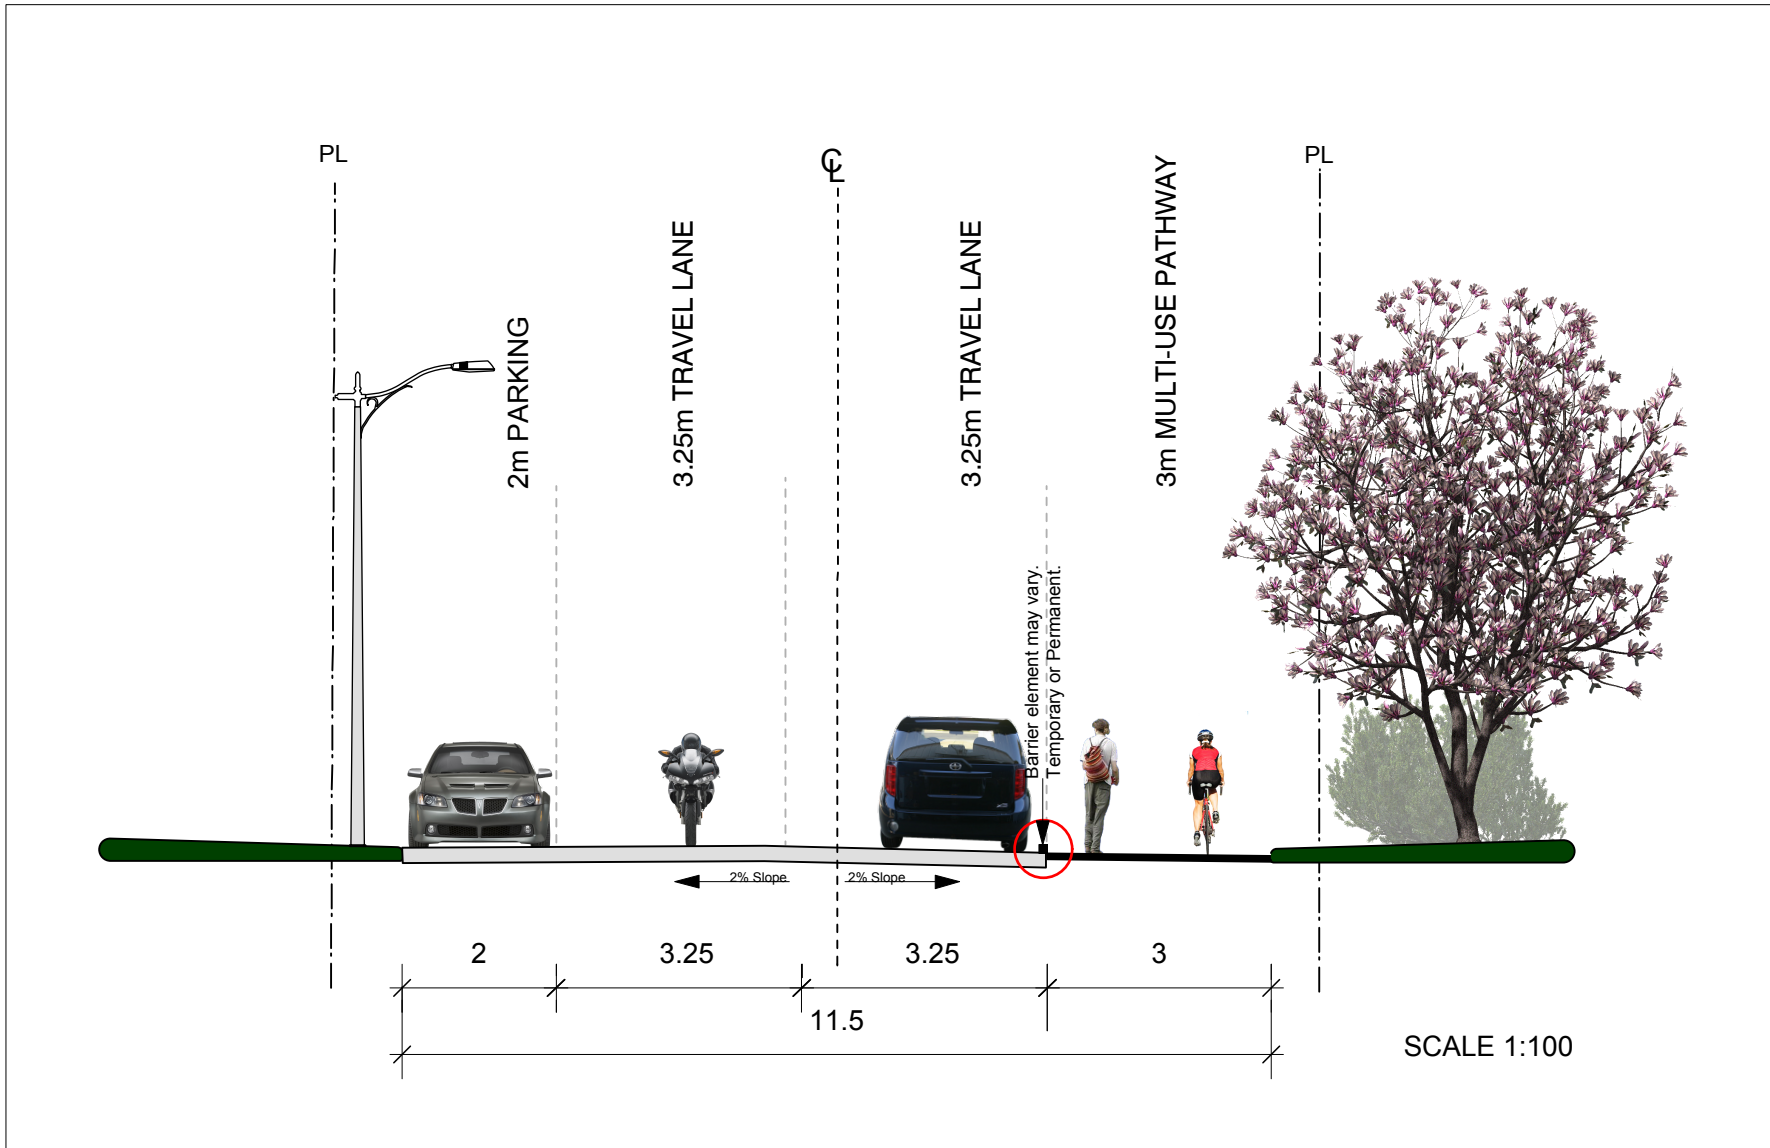 PL
℄
PL
2m PARKING
3.25m TRAVEL LANE
3.25m TRAVEL LANE
3m MULTI-USE PATHWAY
Barrier element may vary.
Temporary or Permanent.
2% Slope
2% Slope
2
3.25
3.25
3
11.5
SCALE 1:100